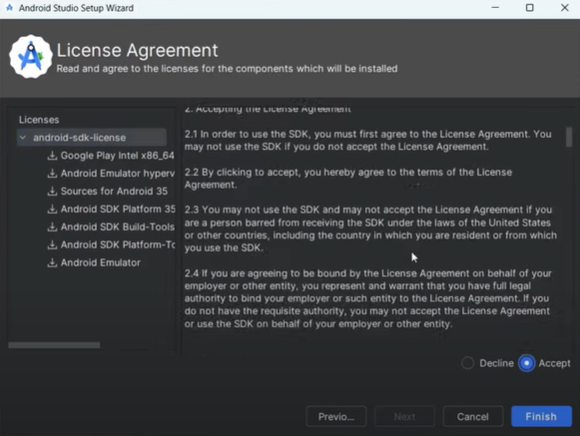 Android Studio Setup Wizard
License Agreement
Read and agree to the licenses for the components which will be installed
Licenses
android-sdk-license
Google Play Intel x86_64
Android Emulator hyperv
Sources for Android 35
Android SDK Platform 35
Android SDK Build-Tools
Android SDK Platform-To
Android Emulator
2. Accepting the License Agreement
2.1 In order to use the SDK, you must first agree to the License Agreement. You
may not use the SDK if you do not accept the License Agreement.
2.2 By clicking to accept, you hereby agree to the terms of the License
Agreement.
2.3 You may not use the SDK and may not accept the License Agreement if you
are a person barred from receiving the SDK under the laws of the United States
or other countries, including the country in which you are resident or from which
you use the SDK.
2.4 If you are agreeing to be bound by the License Agreement on behalf of your
employer or other entity, you represent and warrant that you have full legal
authority to bind your employer or such entity to the License Agreement. If you
do not have the requisite authority, you may not accept the License Agreement
or use the SDK on behalf of your employer or other entity.
Decline Accept
Previo... Next Cancel Finish